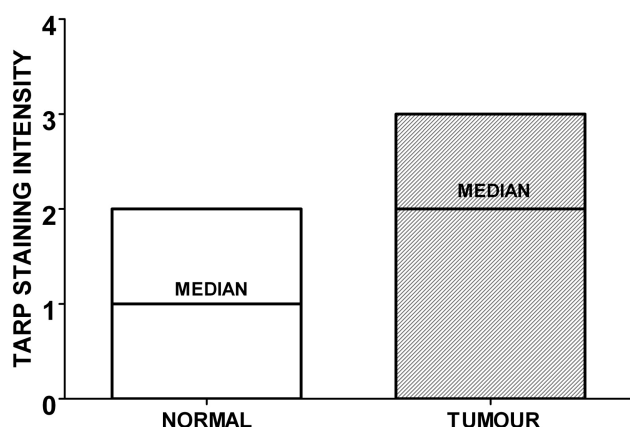 TARP STAINING INTENSITY
4
3
2
1
0
MEDIAN
MEDIAN
NORMAL
TUMOUR